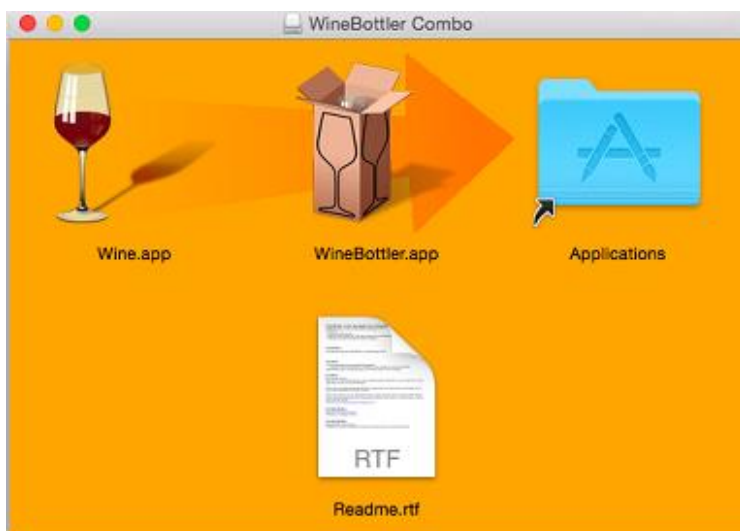 WineBottler Combo
Wine.app
WineBottler.app
Applications
RTF
Readme.rtf